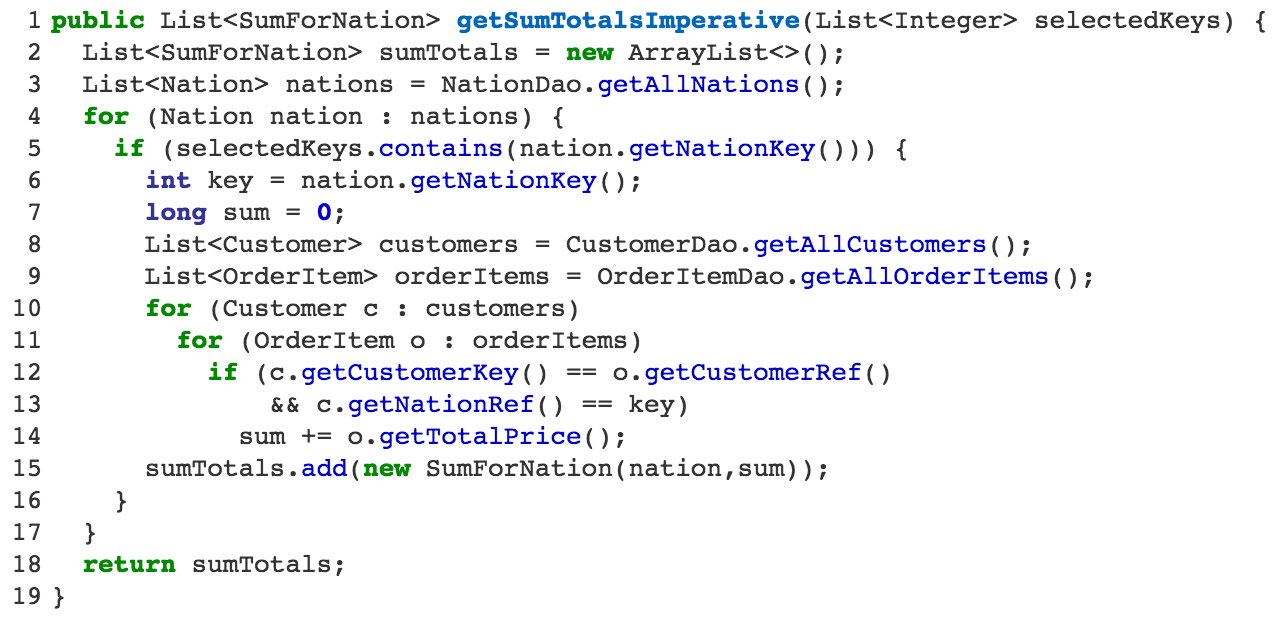 1 public List<SumForNation> getSumTotalsImperative(List<Integer> selectedKeys) {
2   List<SumForNation> sumTotals = new ArrayList<>();
3   List<Nation> nations = NationDao.getAllNations();
4   for (Nation nation : nations) {
5     if (selectedKeys.contains(nation.getNationKey())) {
6       int key = nation.getNationKey();
7       long sum = 0;
8       List<Customer> customers = CustomerDao.getAllCustomers();
9       List<OrderItem> orderItems = OrderItemDao.getAllOrderItems();
10       for (Customer c : customers)
11         for (OrderItem o : orderItems)
12           if (c.getCustomerKey() == o.getCustomerRef()
13               && c.getNationRef() == key)
14             sum += o.getTotalPrice();
15       sumTotals.add(new SumForNation(nation,sum));
16     }
17   }
18   return sumTotals;
19 }